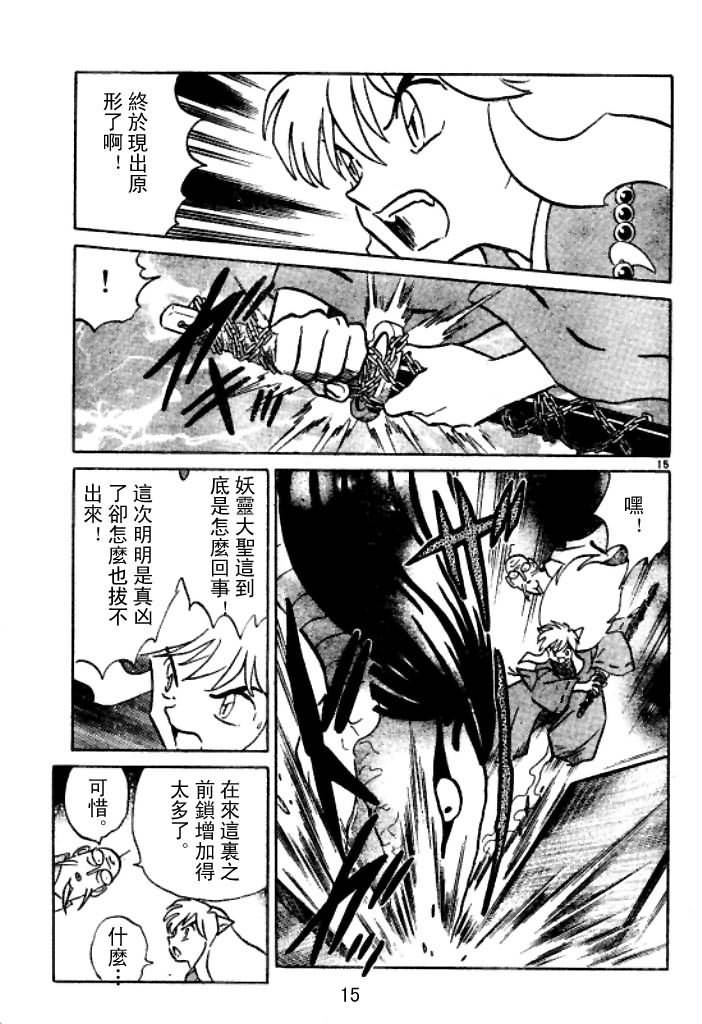 終於現出原
形了啊！
！
15
嘿！
妖靈大聖這到
底是怎麼回事！
這次明明是真凶
了卻怎麼也拔不
出來！
在來這裏之
前鎖增加得
太多了。
可惜。
什麼…
15